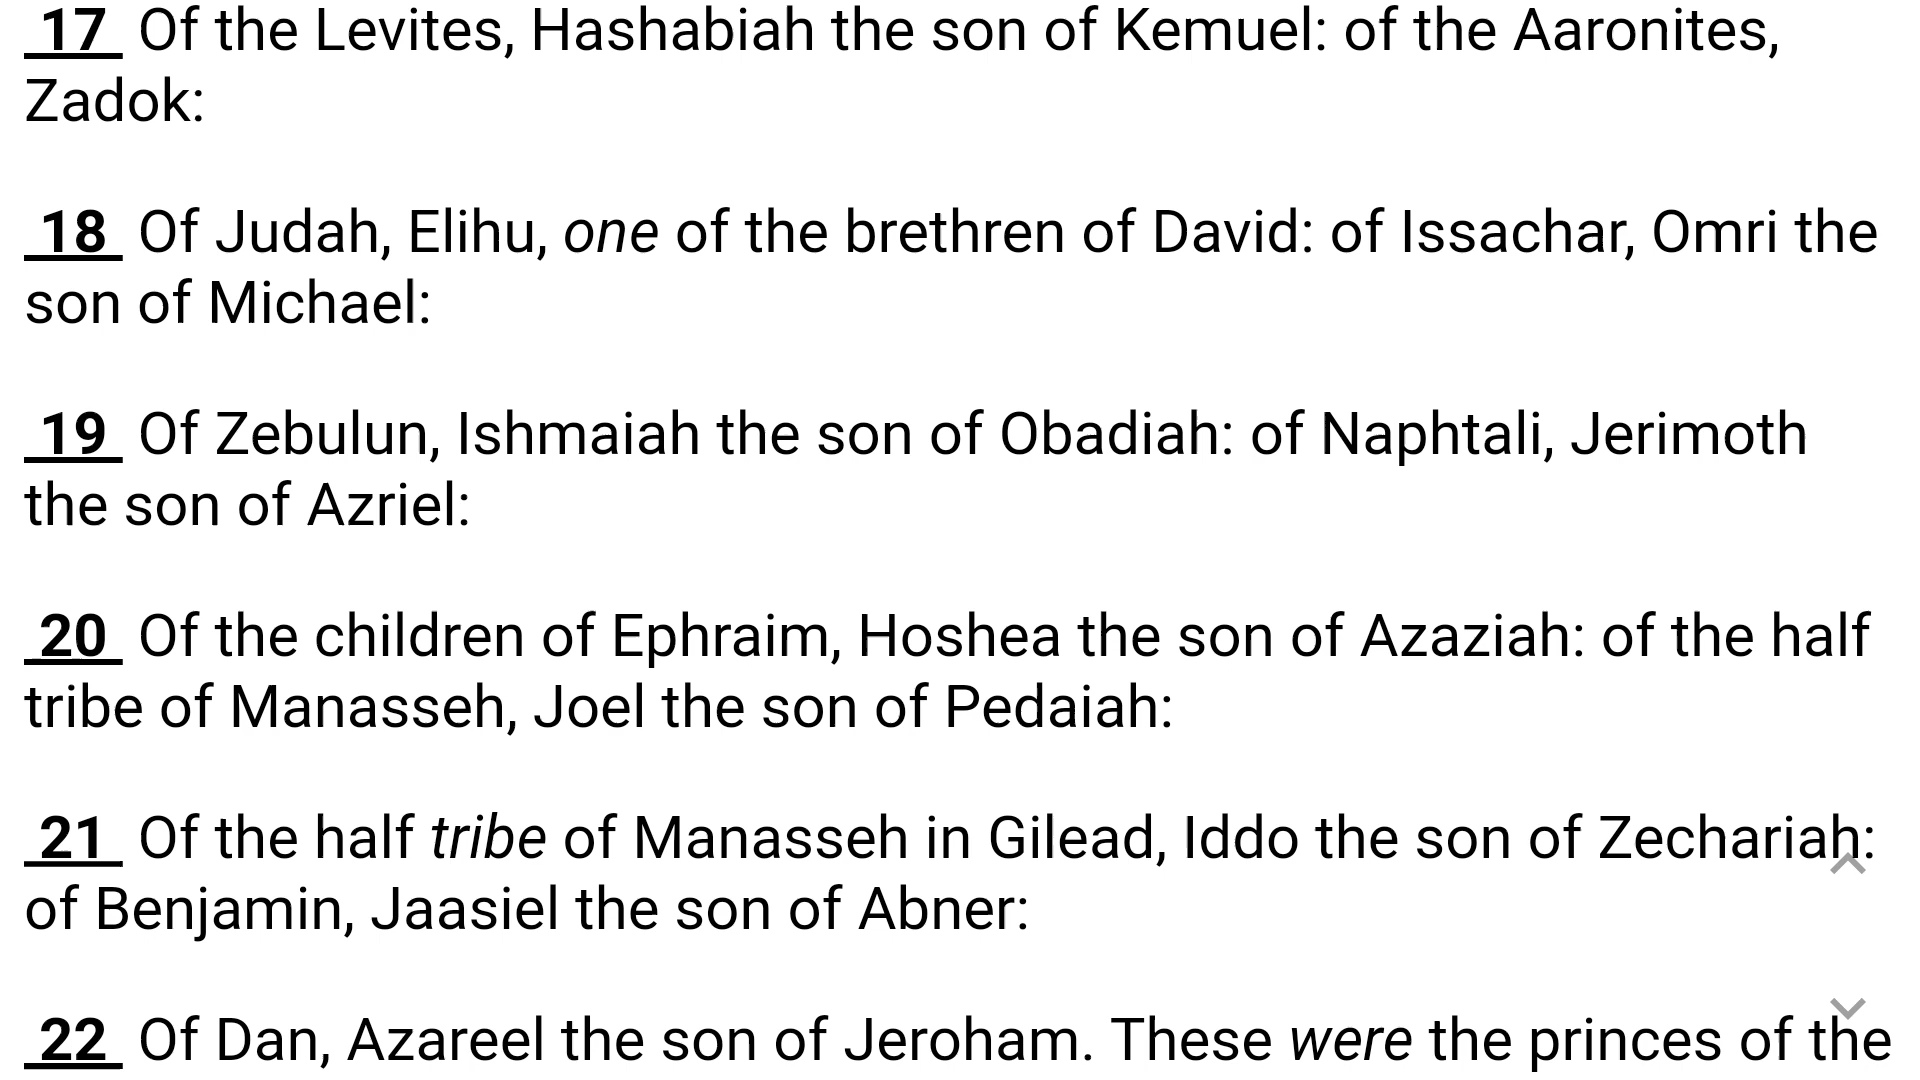 17 Of the Levites, Hashabiah the son of Kemuel: of the Aaronites,
Zadok:
18 Of Judah, Elihu, one of the brethren of David: of Issachar, Omri the
son of Michael:
19 Of Zebulun, Ishmaiah the son of Obadiah: of Naphtali, Jerimoth
the son of Azriel:
20 Of the children of Ephraim, Hoshea the son of Azaziah: of the half
tribe of Manasseh, Joel the son of Pedaiah:
21 Of the half tribe of Manasseh in Gilead, Iddo the son of Zechariah:
of Benjamin, Jaasiel the son of Abner:
22 Of Dan, Azareel the son of Jeroham. These were the princes of the